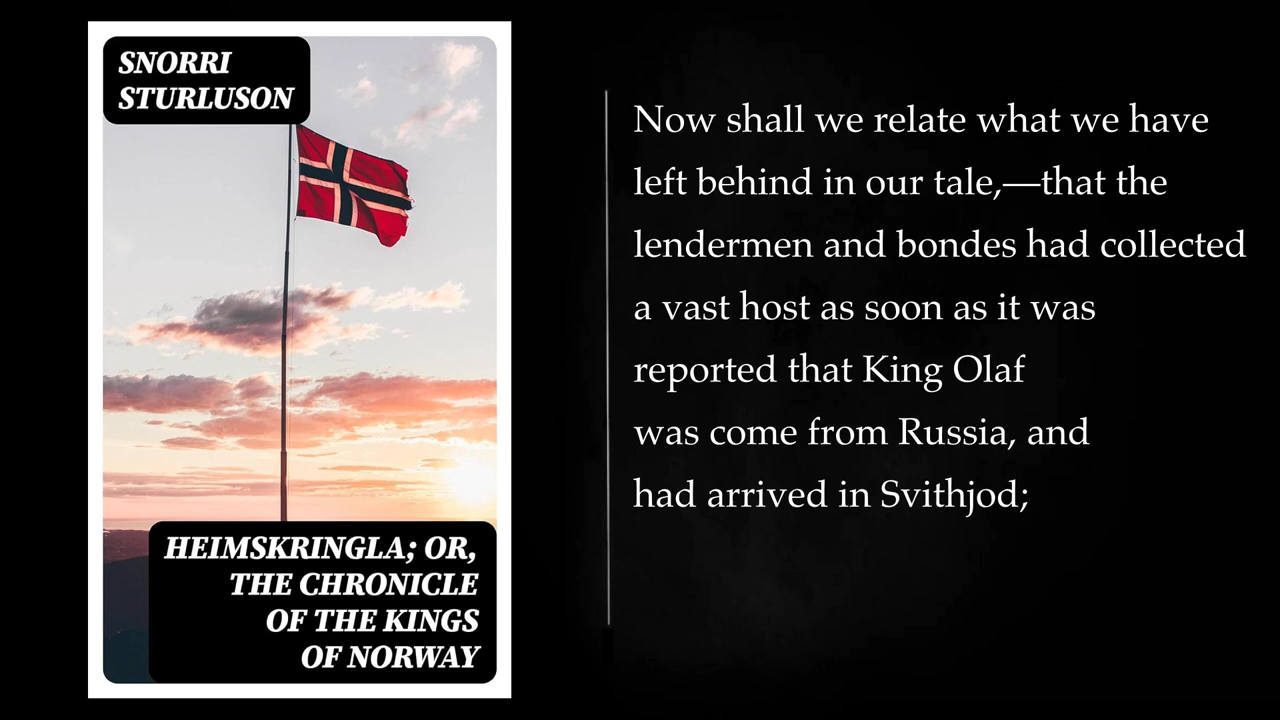 SNORRI
STURLUSON
HEIMSKRINGLA; OR,
THE CHRONICLE
OF THE KINGS
OF NORWAY
Now shall we relate what we have
left behind in our tale,—that the
lendermen and bondes had collected
a vast host as soon as it was
reported that King Olaf
was come from Russia, and
had arrived in Svithjod;